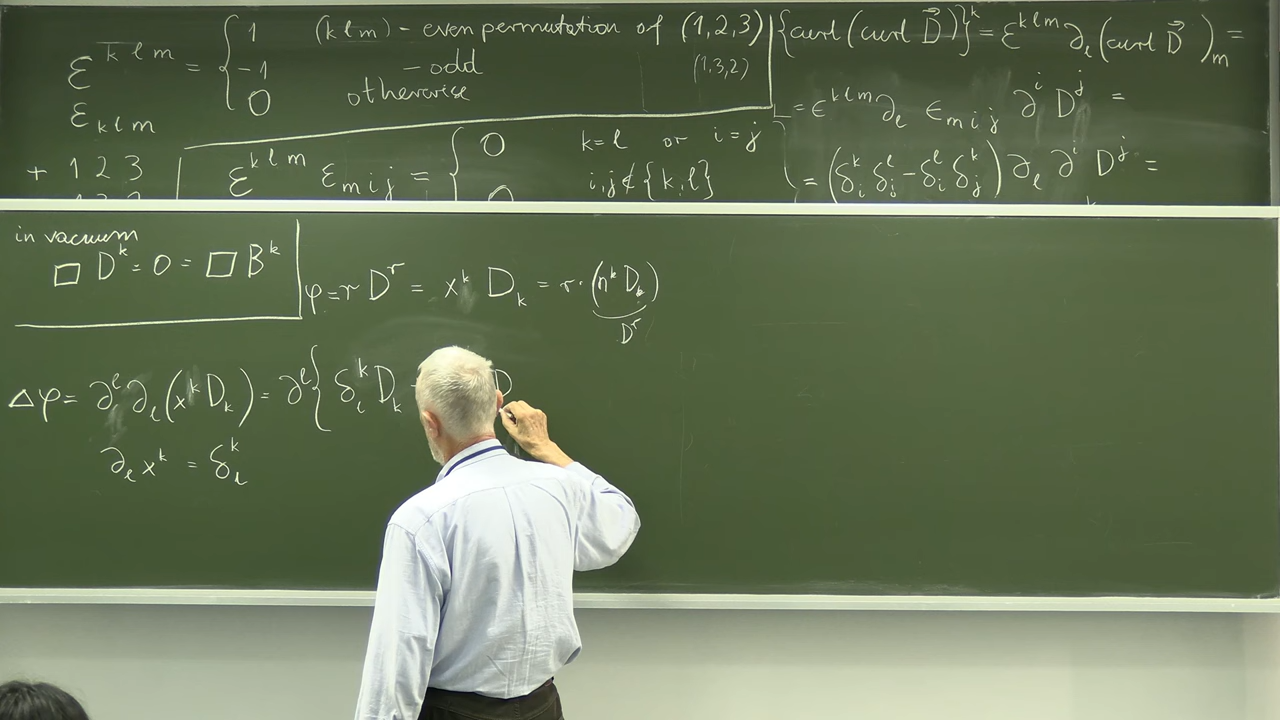 ε^{klm} = { 1 (klm) – even permutation of (1,2,3)
-1 – odd (1,3,2)
0 otherwise
ε_{klm}
+ 1 2 3
ε^{klm} ε_{mij} = { 0 k=l or i=j
0 i,j∉{k,l}
{curl(curl D⃗)}^k = ε^{klm} ∂_l (curl D⃗)_m =
= ε^{klm} ∂_l ε_{mij} ∂^i D^j =
= (δ^k_i δ^l_j - δ^l_i δ^k_j) ∂_l ∂^i D^j =
in vacuum
□ D^k = 0 = □ B^k
φ = r D^r = x^k D_k = r·(n^k D_k)
D^r
Δφ = ∂^l ∂_l (x^k D_k) = ∂^l { δ^k_l D_k D
∂_l x^k = δ^k_l